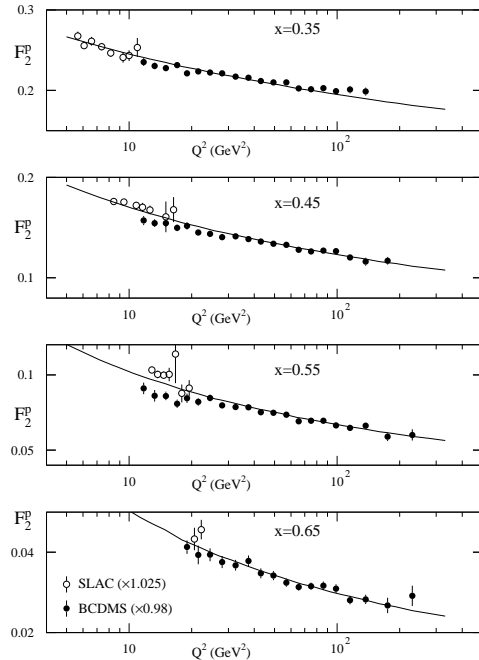 0.3
x=0.35
F₂ᵖ
0.2
10 10²
Q² (GeV²)
0.2
x=0.45
F₂ᵖ
0.1
10 10²
Q² (GeV²)
x=0.55
0.1
F₂ᵖ
0.05
10 10²
Q² (GeV²)
F₂ᵖ
x=0.65
0.04
SLAC (×1.025)
BCDMS (×0.98)
0.02
10 10²
Q² (GeV²)